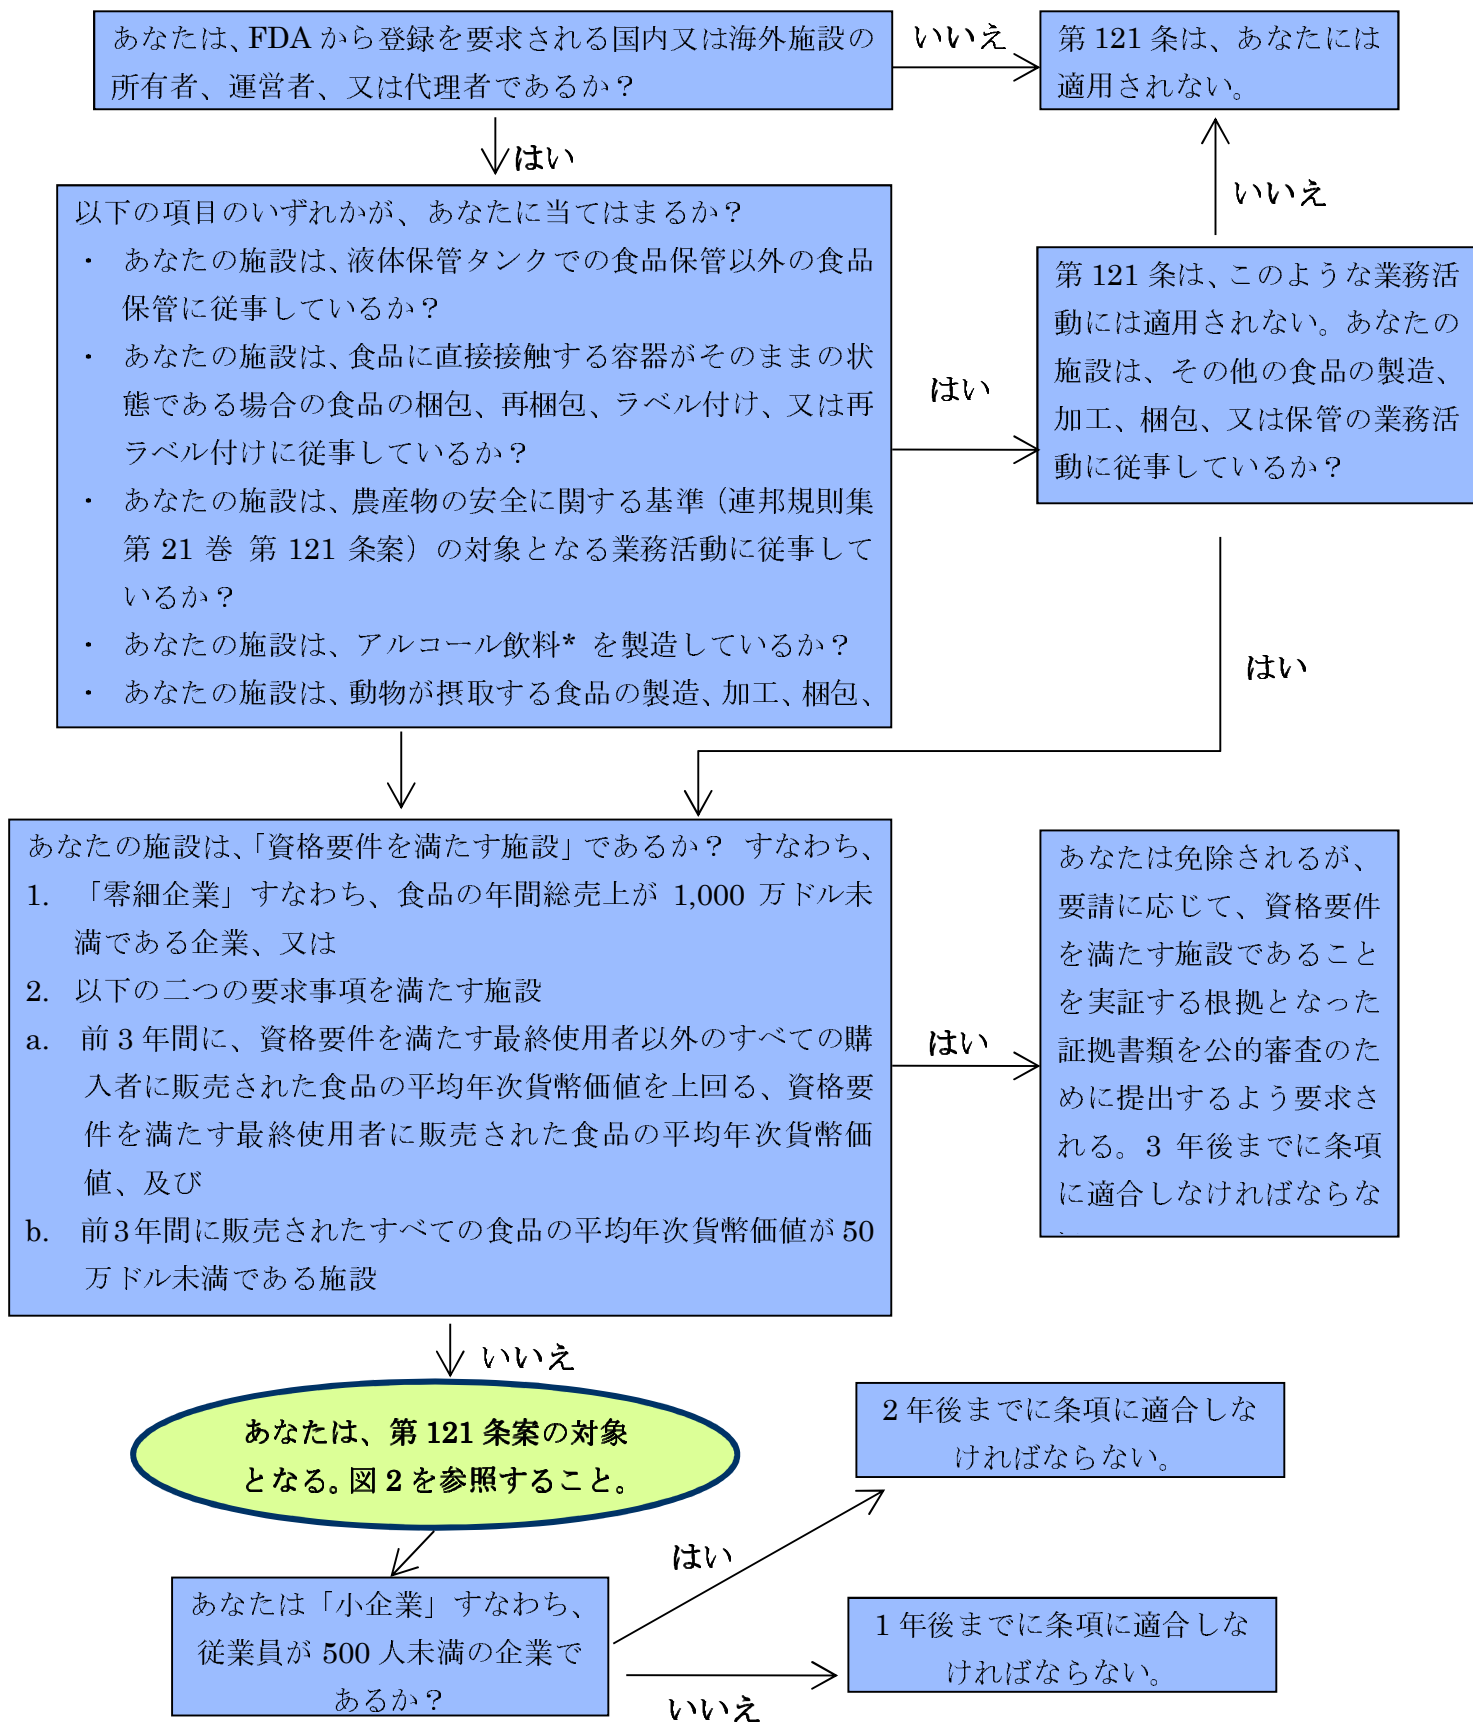 あなたは、FDA から登録を要求される国内又は海外施設の
所有者、運営者、又は代理者であるか？
いいえ
第 121 条は、あなたには
適用されない。
はい
いいえ
以下の項目のいずれかが、あなたに当てはまるか？
・ あなたの施設は、液体保管タンクでの食品保管以外の食品
保管に従事しているか？
・ あなたの施設は、食品に直接接触する容器がそのままの状
態である場合の食品の梱包、再梱包、ラベル付け、又は再
ラベル付けに従事しているか？
・ あなたの施設は、農産物の安全に関する基準（連邦規則集
第 21 巻 第 121 条案）の対象となる業務活動に従事して
いるか？
・ あなたの施設は、アルコール飲料* を製造しているか？
・ あなたの施設は、動物が摂取する食品の製造、加工、梱包、
はい
第 121 条は、このような業務活
動には適用されない。あなたの
施設は、その他の食品の製造、
加工、梱包、又は保管の業務活
動に従事しているか？
はい
あなたの施設は、「資格要件を満たす施設」であるか？ すなわち、
1. 「零細企業」すなわち、食品の年間総売上が 1,000 万ドル未
満である企業、又は
2. 以下の二つの要求事項を満たす施設
a. 前 3 年間に、資格要件を満たす最終使用者以外のすべての購
入者に販売された食品の平均年次貨幣価値を上回る、資格要
件を満たす最終使用者に販売された食品の平均年次貨幣価
値、及び
b. 前 3 年間に販売されたすべての食品の平均年次貨幣価値が 50
万ドル未満である施設
はい
あなたは免除されるが、
要請に応じて、資格要件
を満たす施設であること
を実証する根拠となった
証拠書類を公的審査のた
めに提出するよう要求さ
れる。3 年後までに条項
に適合しなければならな
いいえ
あなたは、第 121 条案の対象
となる。図 2 を参照すること。
2 年後までに条項に適合しな
ければならない。
はい
あなたは「小企業」すなわち、
従業員が 500 人未満の企業で
あるか？
1 年後までに条項に適合しな
ければならない。
いいえ